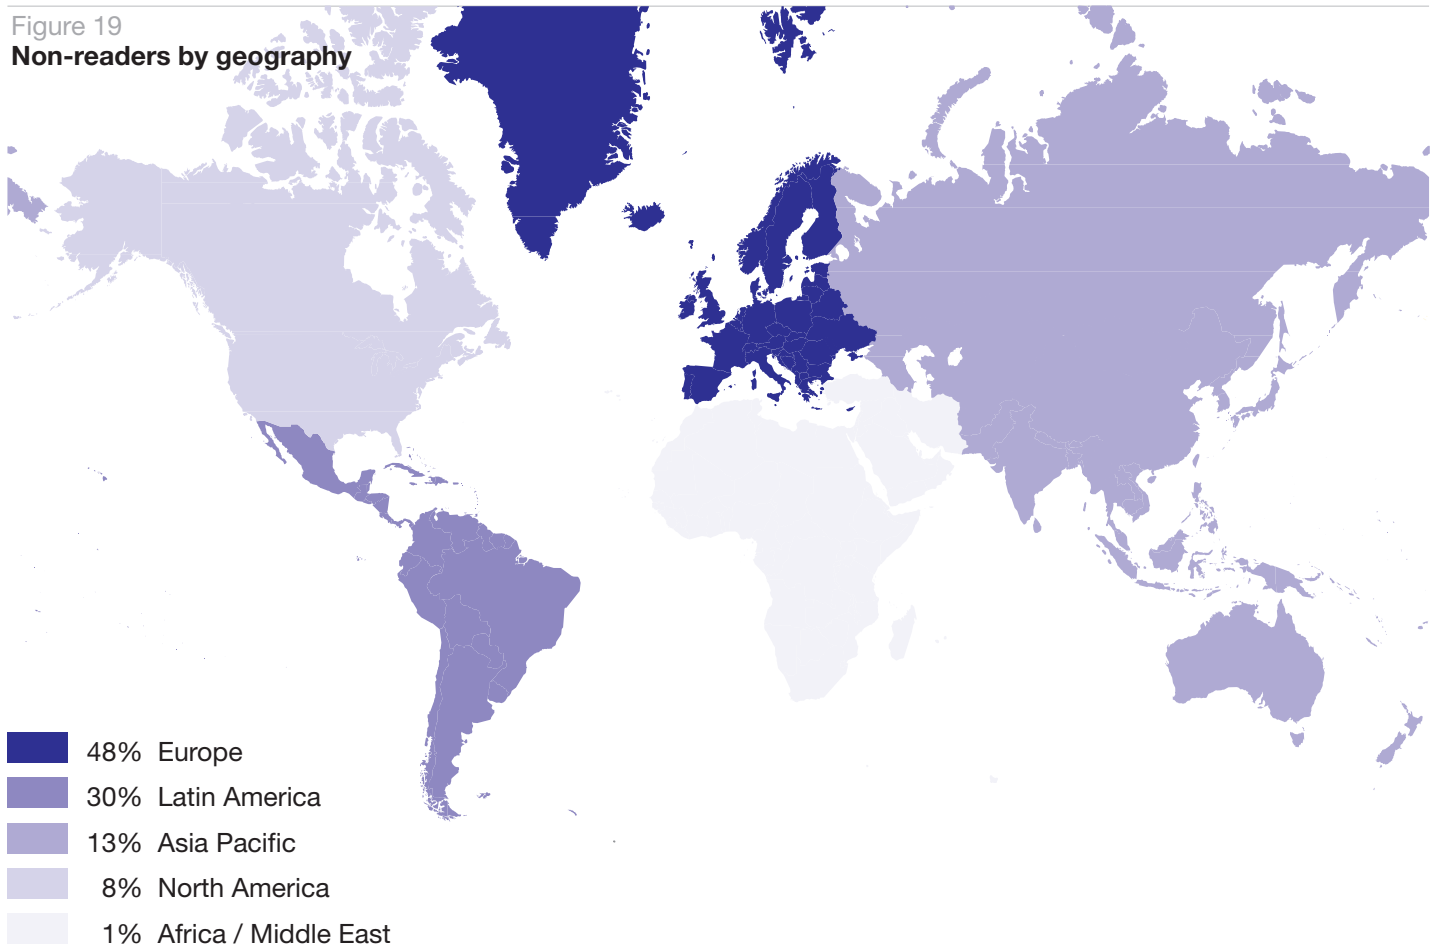 Figure 19
Non-readers by geography
48% Europe
30% Latin America
13% Asia Pacific
8% North America
1% Africa / Middle East